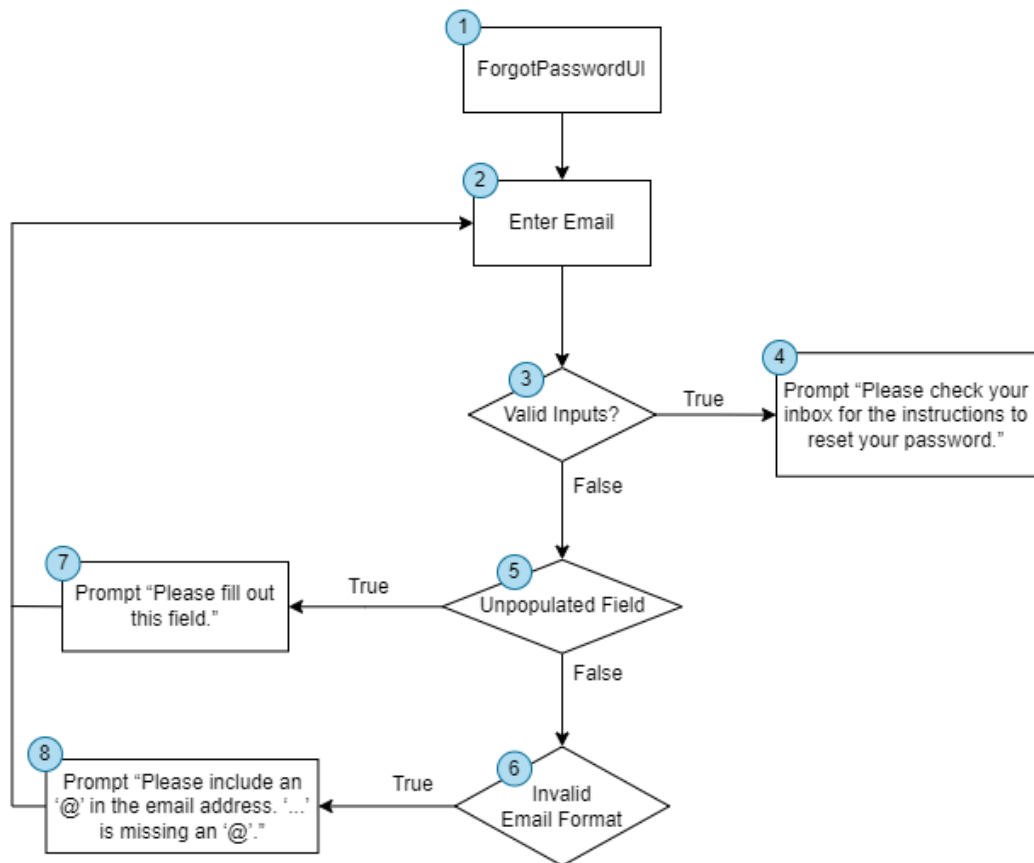 1
ForgotPasswordUI
2
Enter Email
3
Valid Inputs?
True
4
Prompt “Please check your
inbox for the instructions to
reset your password.”
False
5
Unpopulated Field
True
7
Prompt “Please fill out
this field.”
False
6
Invalid
Email Format
True
8
Prompt “Please include an
‘@’ in the email address. ‘...’
is missing an ‘@’.”